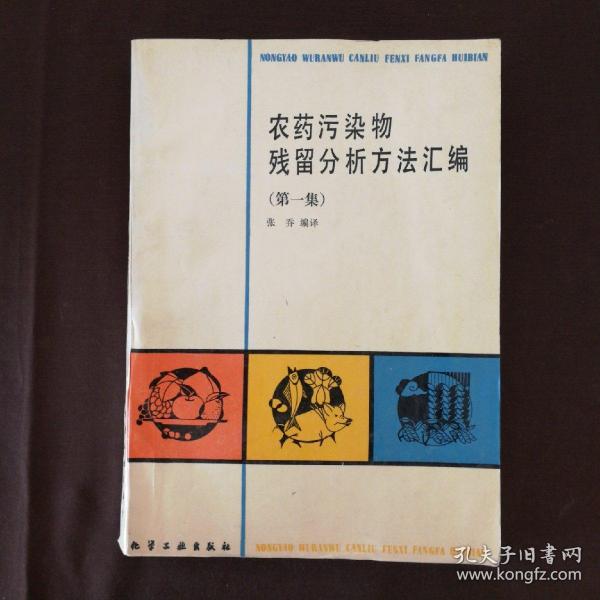 NONGYAO WURANWU CANLIU FENXI FANGFA HUIBIAN
农药污染物
残留分析方法汇编
(第一集)
张 乔 编译
化学工业出版社
NONGYAO WURANWU CANLIU FENXI FANGFA HUIBIAN
孔夫子旧书网
www.kongfz.com